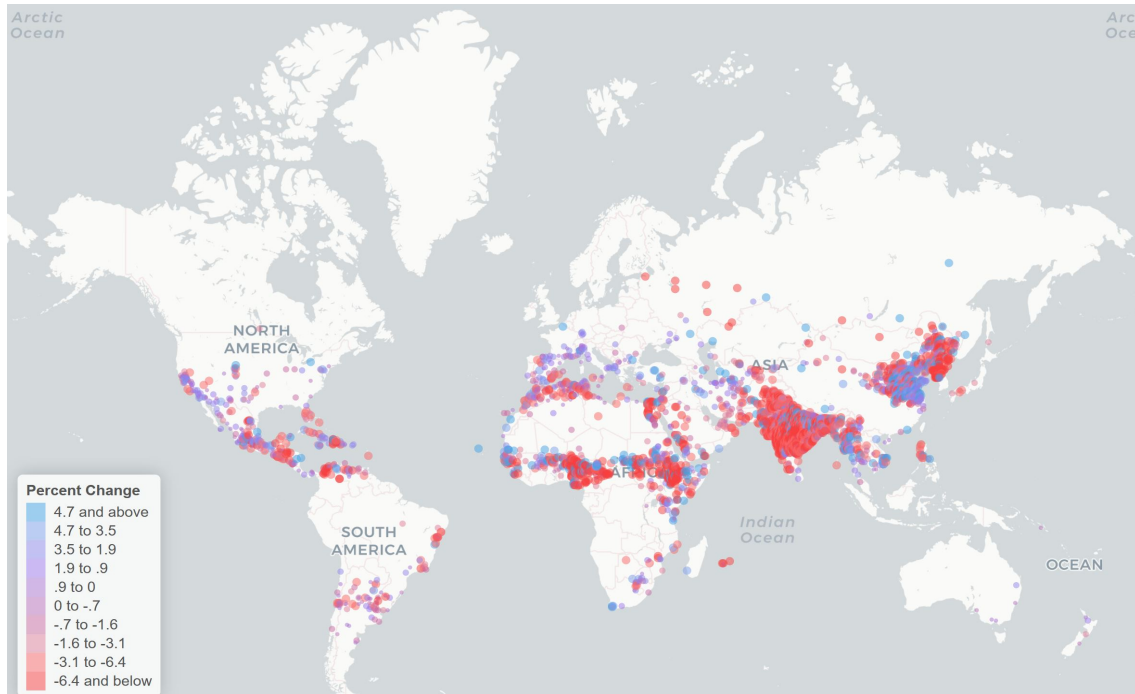 Arctic
Ocean
Arc
Oce
NORTH
AMERICA
ASIA
AFRIC
SOUTH
AMERICA
Indian
Ocean
OCEAN
Percent Change
4.7 and above
4.7 to 3.5
3.5 to 1.9
1.9 to .9
.9 to 0
0 to -.7
-.7 to -1.6
-1.6 to -3.1
-3.1 to -6.4
-6.4 and below